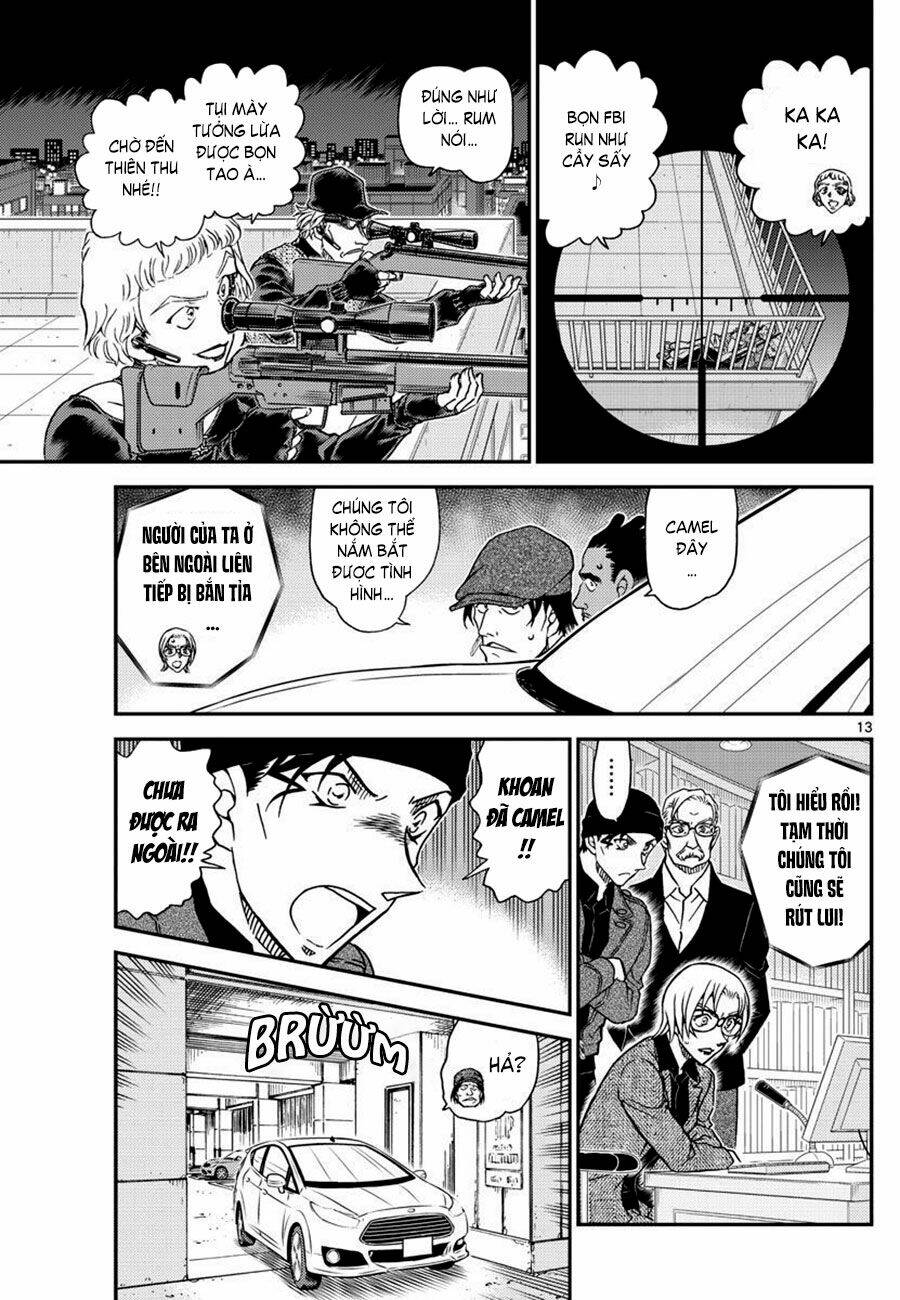 KA KA
KA!
BỌN FBI
RUN NHƯ
CẦY SẤY
♪
ĐÚNG NHƯ
LỜI... RUM
NÓI...
TỤI MÀY
TƯỞNG LỪA
ĐƯỢC BỌN
TAO À...
CHỜ ĐẾN
THIÊN THU
NHÉ!!
CAMEL
ĐÂY
...
CHÚNG TÔI
KHÔNG THỂ
NẮM BẮT
ĐƯỢC TÌNH
HÌNH...
NGƯỜI CỦA TA Ở
BÊN NGOÀI LIÊN
TIẾP BỊ BẮN TỈA
...
13
TÔI HIỂU RỒI!
TẠM THỜI
CHÚNG TÔI
CŨNG SẼ
RÚT LUI!
......
KHOAN
ĐÃ CAMEL
!!
CHƯA
ĐƯỢC RA
NGOÀI!!
HẢ?
BRỪỪM